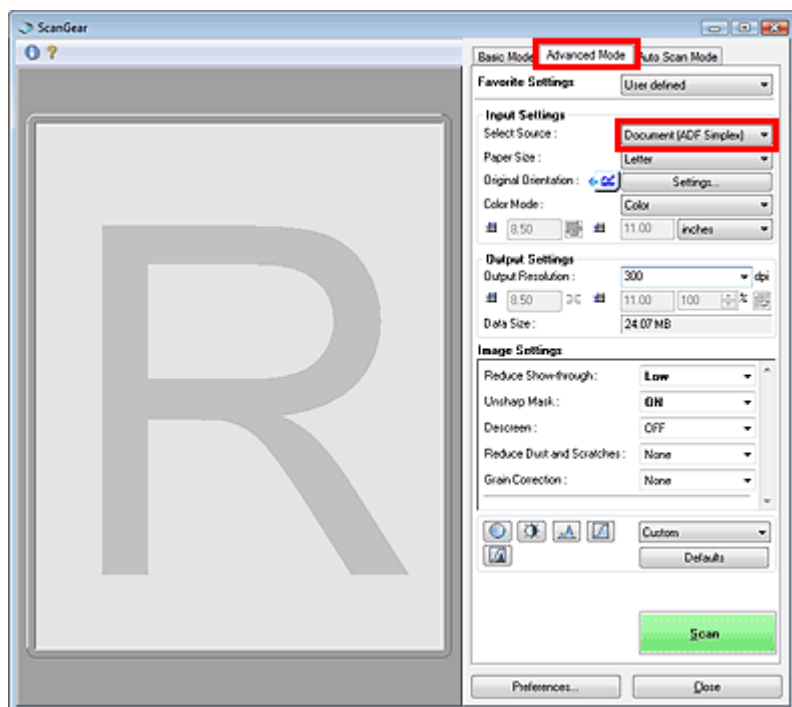 ScanGear
Basic Mode Advanced Mode Auto Scan Mode
Favorite Settings User defined
Input Settings
Select Source : Document (ADF Simplex)
Paper Size : Letter
Original Orientation : Settings...
Color Mode : Color
8.50 11.00 inches
Output Settings
Output Resolution : 300 dpi
8.50 11.00 100 %
Data Size : 24.07 MB
Image Settings
Reduce Show-through : Low
Unsharp Mask : ON
Descreen : OFF
Reduce Dust and Scratches : None
Grain Correction : None
Custom
Defaults
R
Scan
Preferences... Close